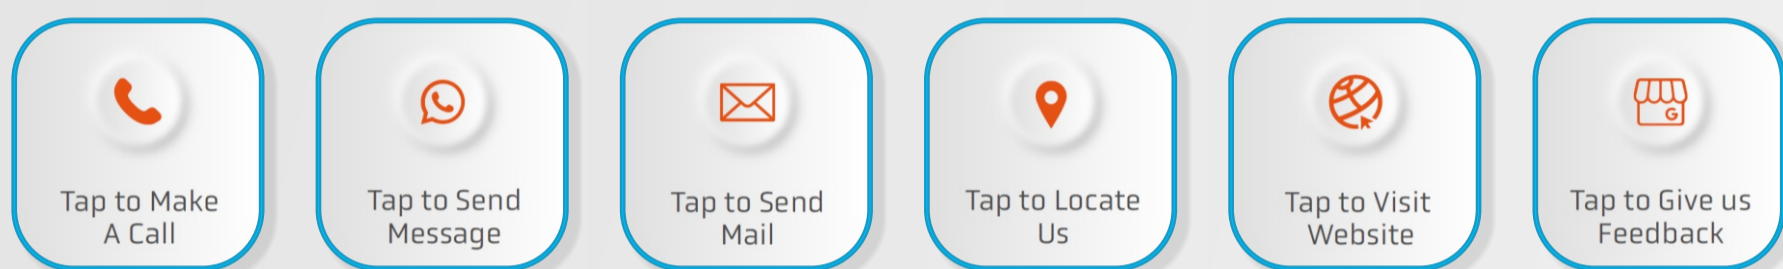 Tap to Make
A Call
Tap to Send
Message
Tap to Send
Mail
Tap to Locate
Us
Tap to Visit
Website
G
Tap to Give us
Feedback